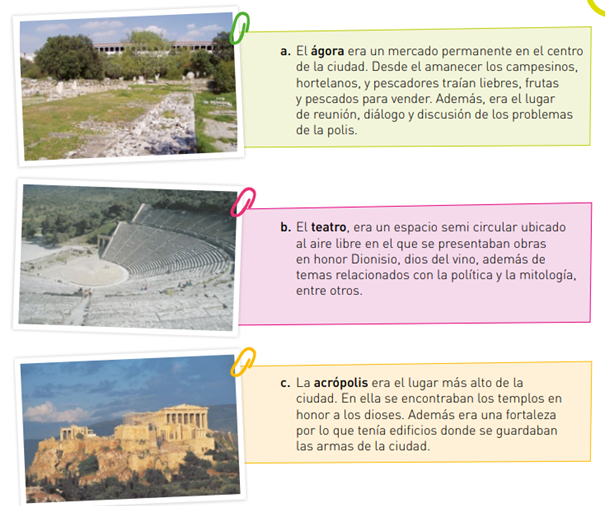 a. El ágora era un mercado permanente en el centro
de la ciudad. Desde el amanecer los campesinos,
hortelanos, y pescadores traían liebres, frutas
y pescados para vender. Además, era el lugar
de reunión, diálogo y discusión de los problemas
de la polis.
b. El teatro, era un espacio semi circular ubicado
al aire libre en el que se presentaban obras
en honor Dionisio, dios del vino, además de
temas relacionados con la política y la mitología,
entre otros.
c. La acrópolis era el lugar más alto de la
ciudad. En ella se encontraban los templos en
honor a los dioses. Además era una fortaleza
por lo que tenía edificios donde se guardaban
las armas de la ciudad.